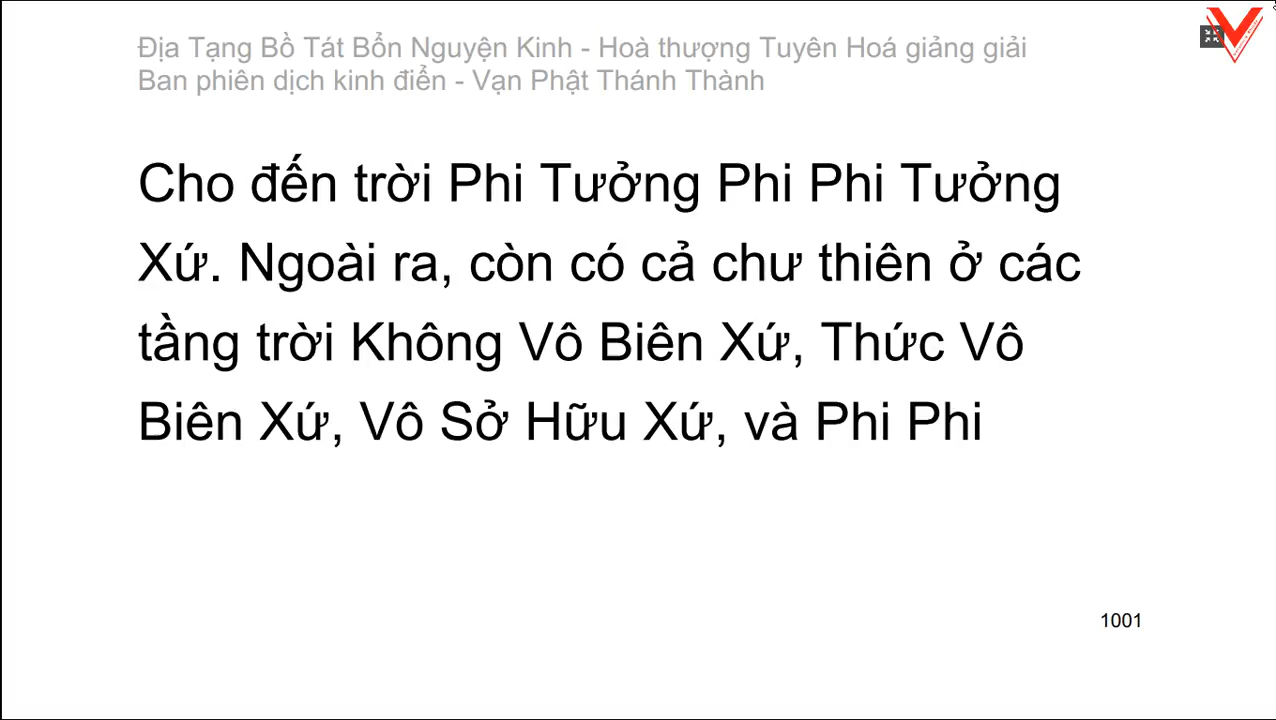 Địa Tạng Bồ Tát Bổn Nguyện Kinh - Hoà thượng Tuyên Hoá giảng giải
Ban phiên dịch kinh điển - Vạn Phật Thánh Thành
Cho đến trời Phi Tưởng Phi Phi Tưởng
Xứ. Ngoài ra, còn có cả chư thiên ở các
tầng trời Không Vô Biên Xứ, Thức Vô
Biên Xứ, Vô Sở Hữu Xứ, và Phi Phi
1001